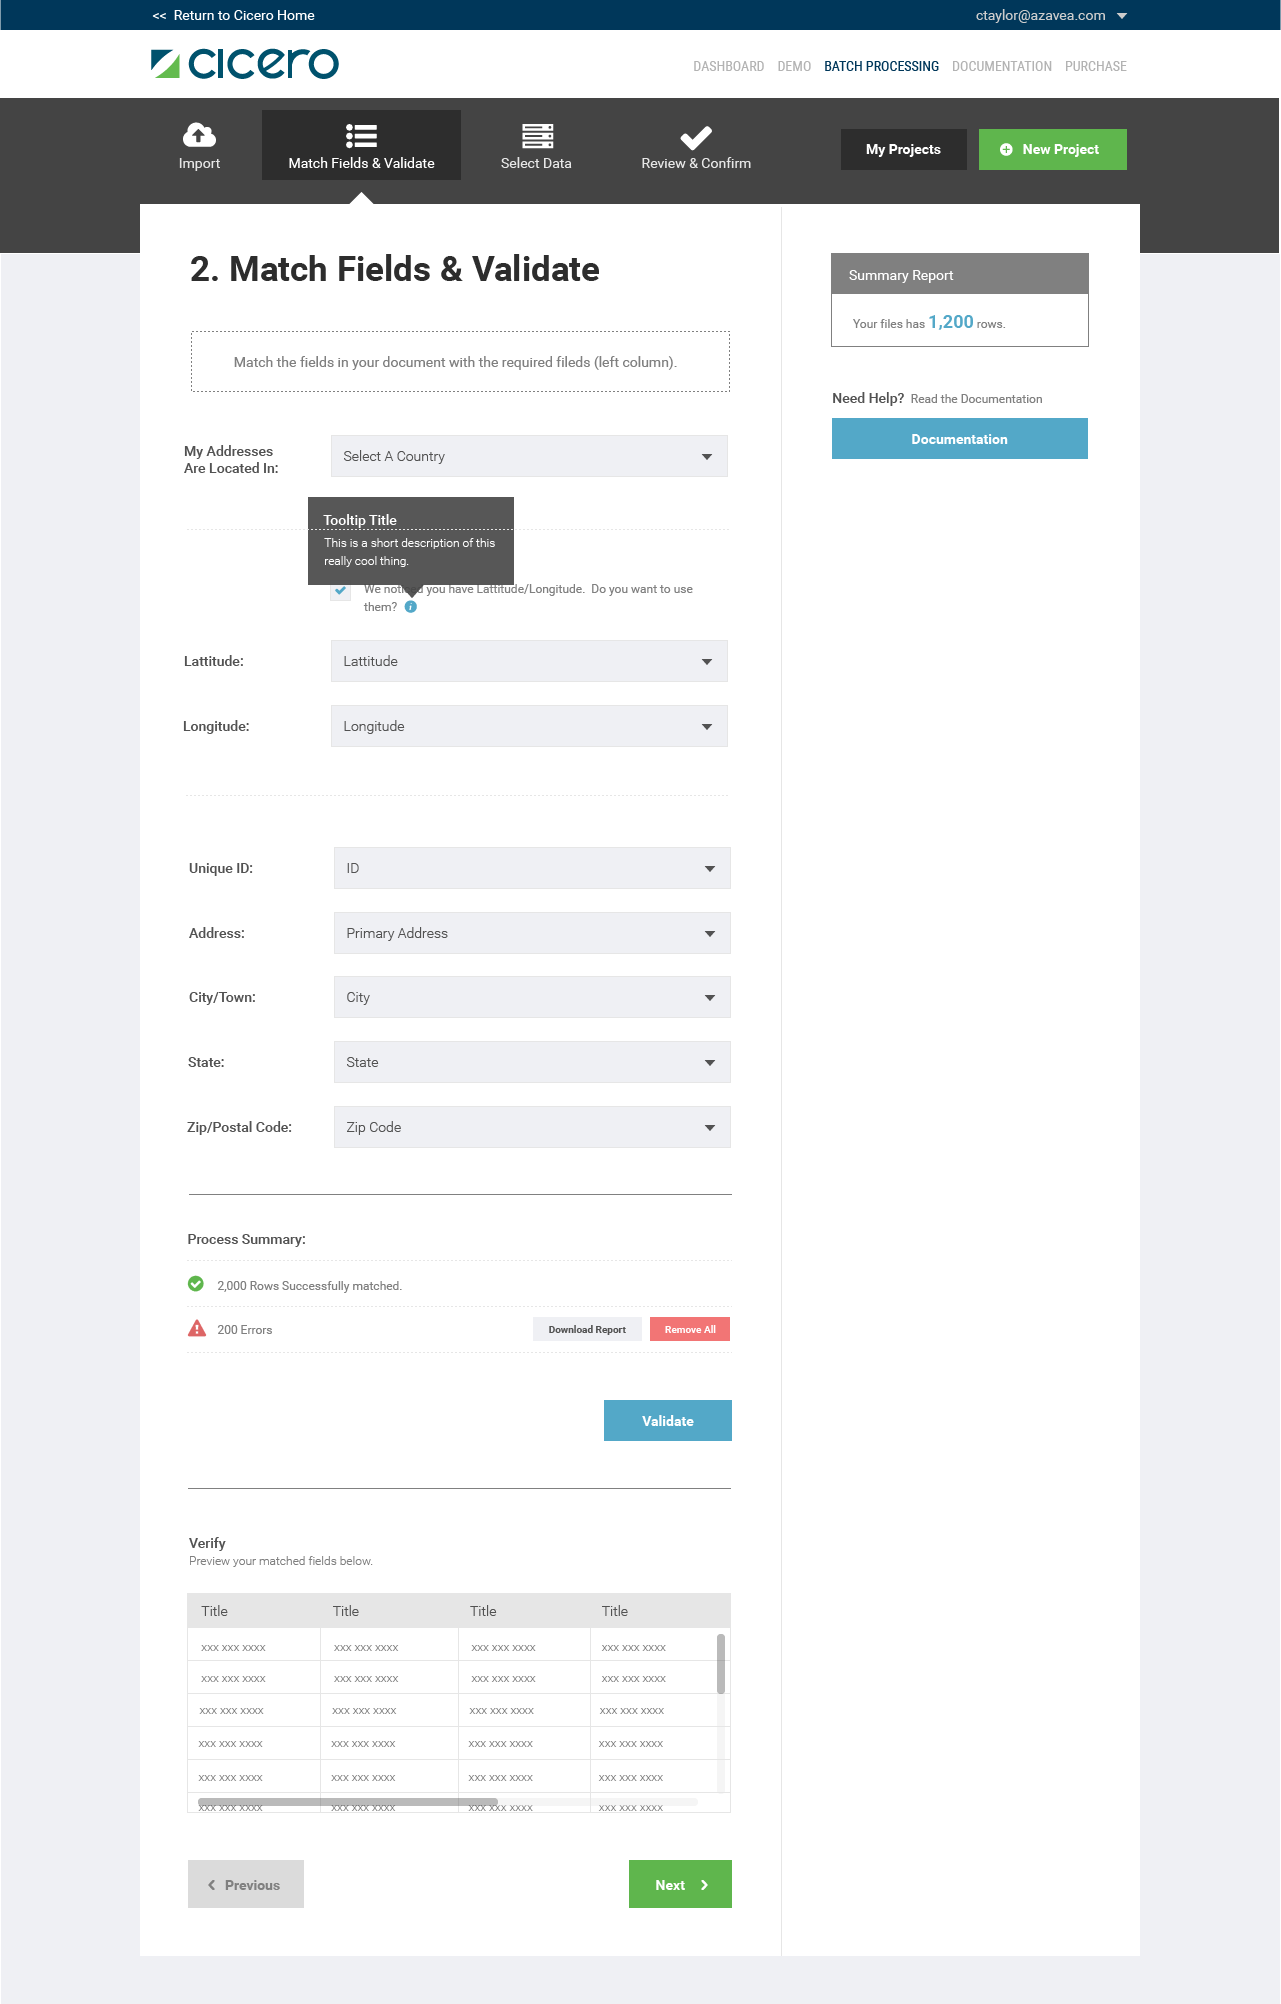 << Return to Cicero Home
ctaylor@azavea.com
cicero
DASHBOARD DEMO BATCH PROCESSING DOCUMENTATION PURCHASE
Import
Match Fields & Validate
Select Data
Review & Confirm
My Projects
New Project
2. Match Fields & Validate
Match the fields in your document with the required fileds (left column).
Summary Report
Your files has 1,200 rows.
Need Help? Read the Documentation
Documentation
My Addresses
Are Located In:
Select A Country
Tooltip Title
This is a short description of this
really cool thing.
We noticed you have Lattitude/Longitude. Do you want to use
them?
Lattitude:
Lattitude
Longitude:
Longitude
Unique ID:
ID
Address:
Primary Address
City/Town:
City
State:
State
Zip/Postal Code:
Zip Code
Process Summary:
2,000 Rows Successfully matched.
200 Errors
Download Report
Remove All
Validate
Verify
Preview your matched fields below.
Title Title Title Title
xxx xxx xxxx xxx xxx xxxx xxx xxx xxxx xxx xxx xxxx
xxx xxx xxxx xxx xxx xxxx xxx xxx xxxx xxx xxx xxxx
xxx xxx xxxx xxx xxx xxxx xxx xxx xxxx xxx xxx xxxx
xxx xxx xxxx xxx xxx xxxx xxx xxx xxxx xxx xxx xxxx
xxx xxx xxxx xxx xxx xxxx xxx xxx xxxx xxx xxx xxxx
xxx xxx xxxx xxx xxx xxxx xxx xxx xxxx xxx xxx xxxx
Previous
Next